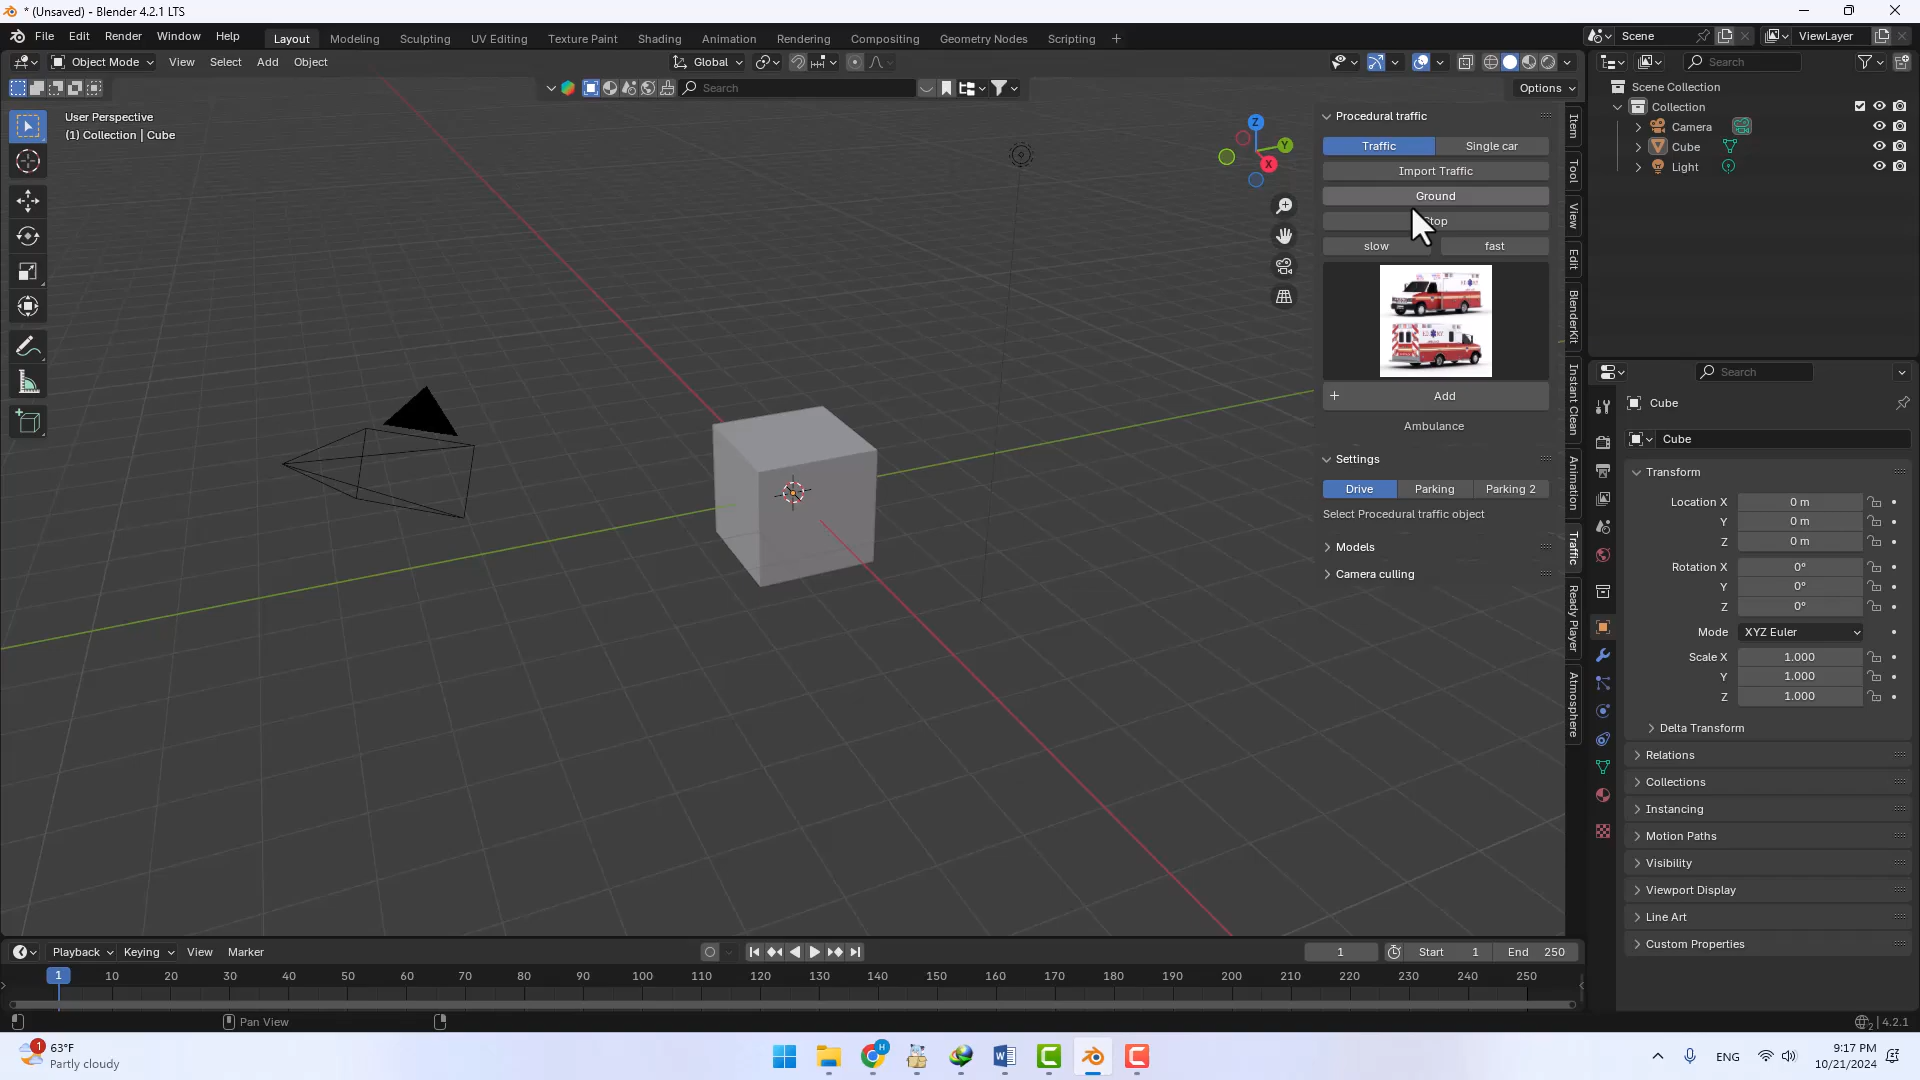 * (Unsaved) - Blender 4.2.1 LTS
File Edit Render Window Help
Layout Modeling Sculpting UV Editing Texture Paint Shading Animation Rendering Compositing Geometry Nodes Scripting +
Scene
ViewLayer
Object Mode View Select Add Object
Global
Search
Options
Search
User Perspective
(1) Collection | Cube
Z
Y
X
Procedural traffic
Traffic Single car
Import Traffic
Ground
slow fast
+ Add
Ambulance
Settings
Drive Parking Parking 2
Select Procedural traffic object
Models
Camera culling
Item
Tool
View
Edit
BlenderKit
Instant Clean
Animation
Traffic
Ready Player
Atmosphere
Scene Collection
Collection
Camera
Cube
Light
Search
Cube
Cube
Transform
Location X 0 m
Y 0 m
Z 0 m
Rotation X 0°
Y 0°
Z 0°
Mode XYZ Euler
Scale X 1.000
Y 1.000
Z 1.000
Delta Transform
Relations
Collections
Instancing
Motion Paths
Visibility
Viewport Display
Line Art
Custom Properties
Playback Keying View Marker
1
Start 1
End 250
1 10 20 30 40 50 60 70 80 90 100 110 120 130 140 150 160 170 180 190 200 210 220 230 240 250
Pan View
2 4.2.1
1
63°F
Partly cloudy
H
W
C
C
ENG
9:17 PM
10/21/2024